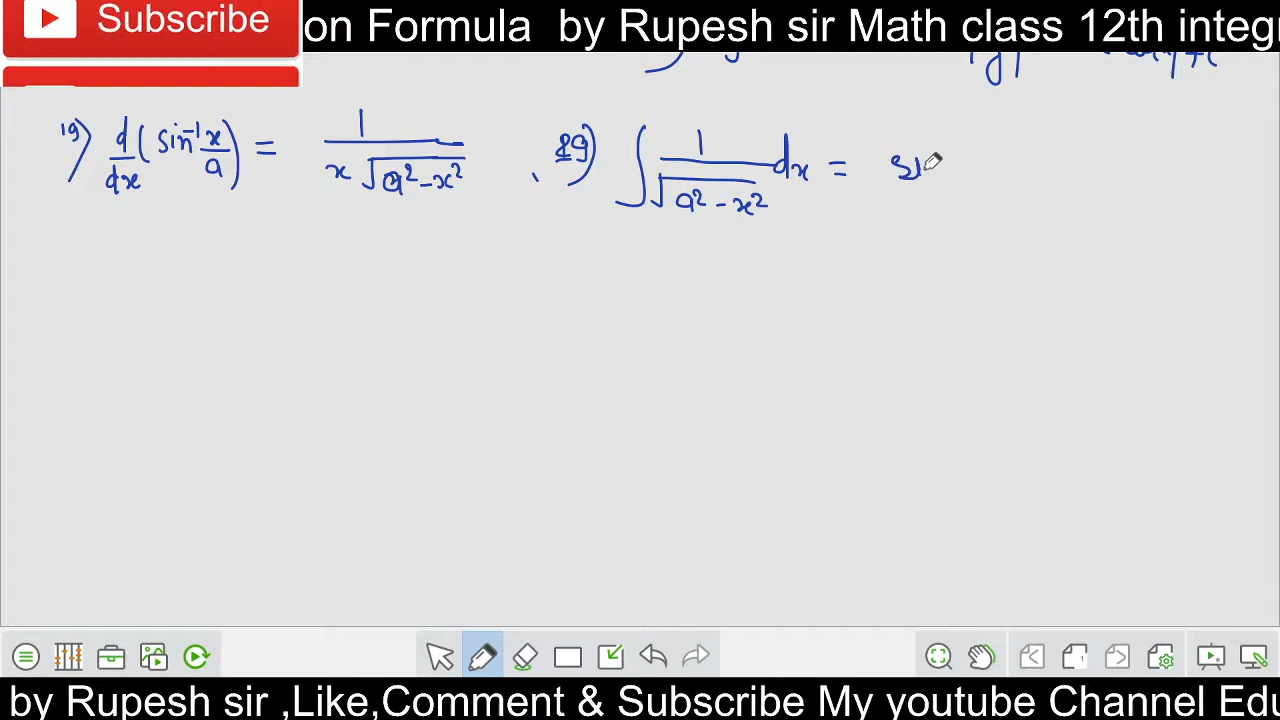 Subscribe
on Formula by Rupesh sir Math class 12th integ
19) d/dx (sin⁻¹ x/a) = 1/(x √(a² - x²)) , 19) ∫ 1/√(a² - x²) dx = si
by Rupesh sir ,Like,Comment & Subscribe My youtube Channel Edu